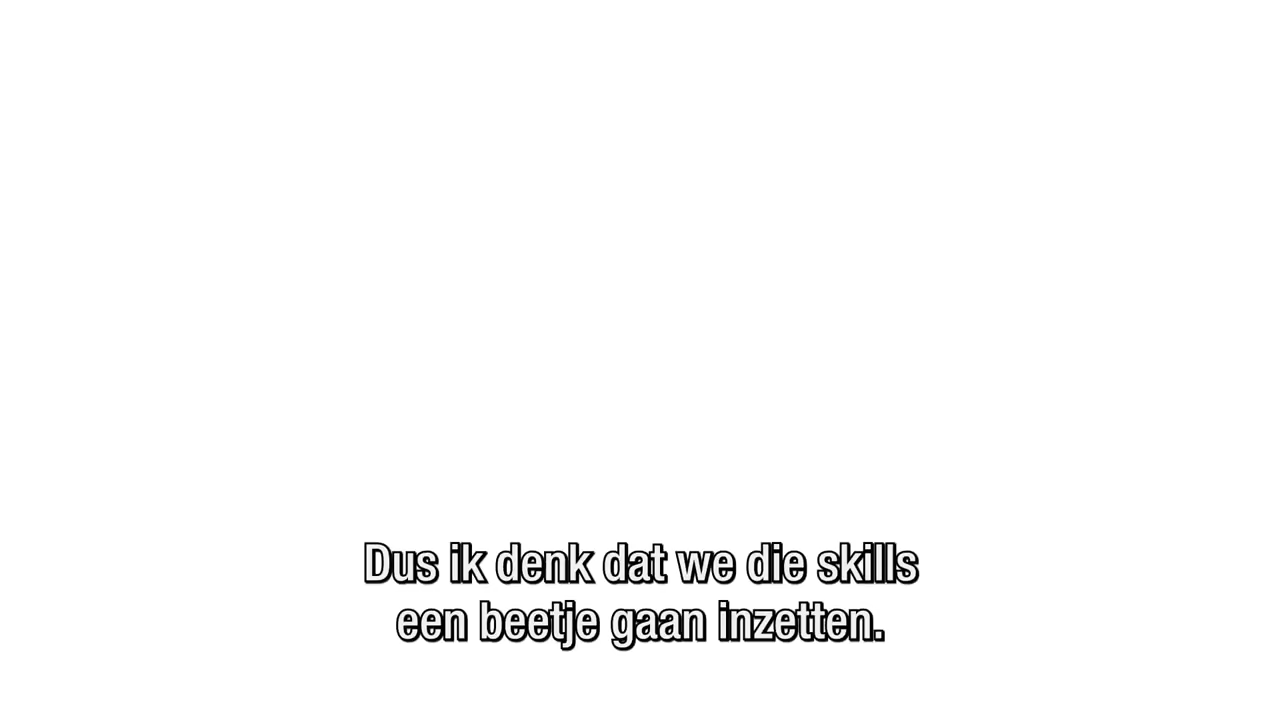 Dus ik denk dat we die skills
een beetje gaan inzetten.